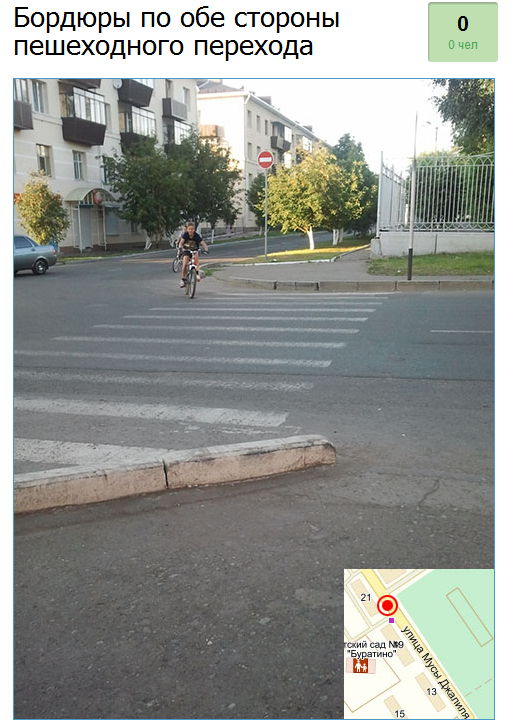 Бордюры по обе стороны
пешеходного перехода
0
0 чел
21
тский сад №9
"Буратино"
улица Мусы Джалиля
13
15